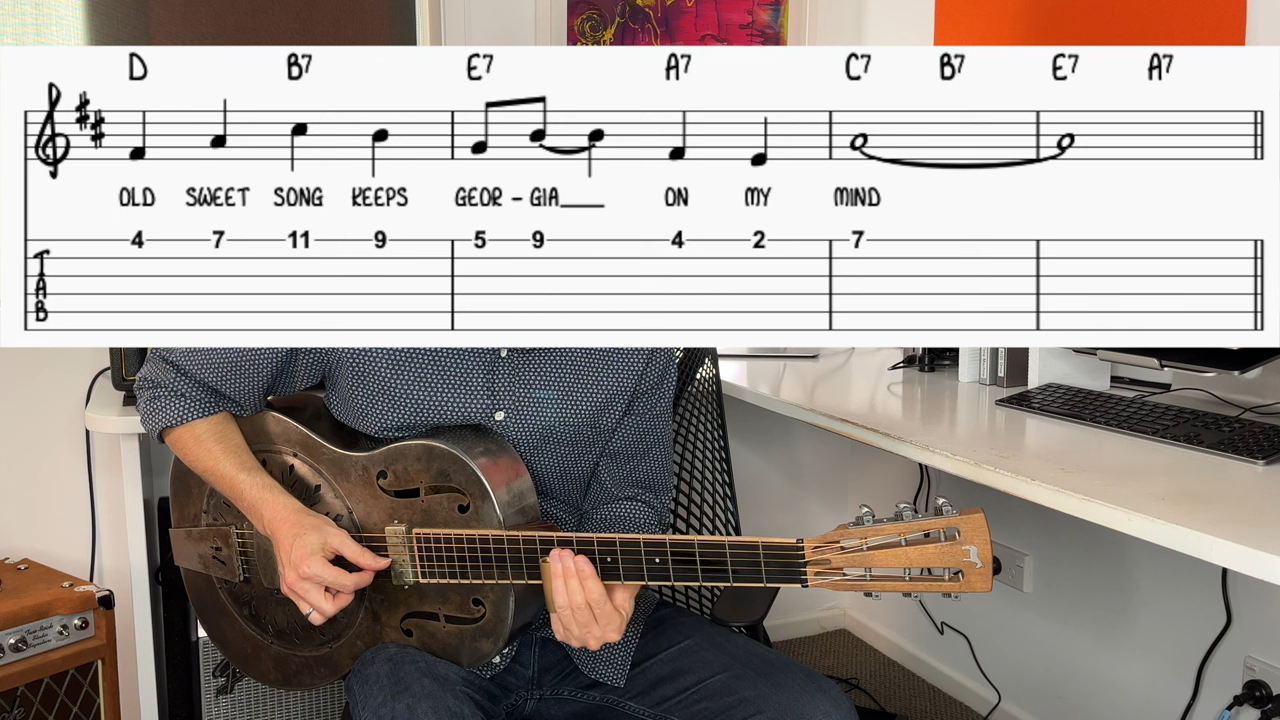 D B7 E7 A7 C7 B7 E7 A7
OLD SWEET SONG KEEPS GEOR - GIA___ ON MY MIND
4 7 11 9 5 9 4 2 7
T
A
B